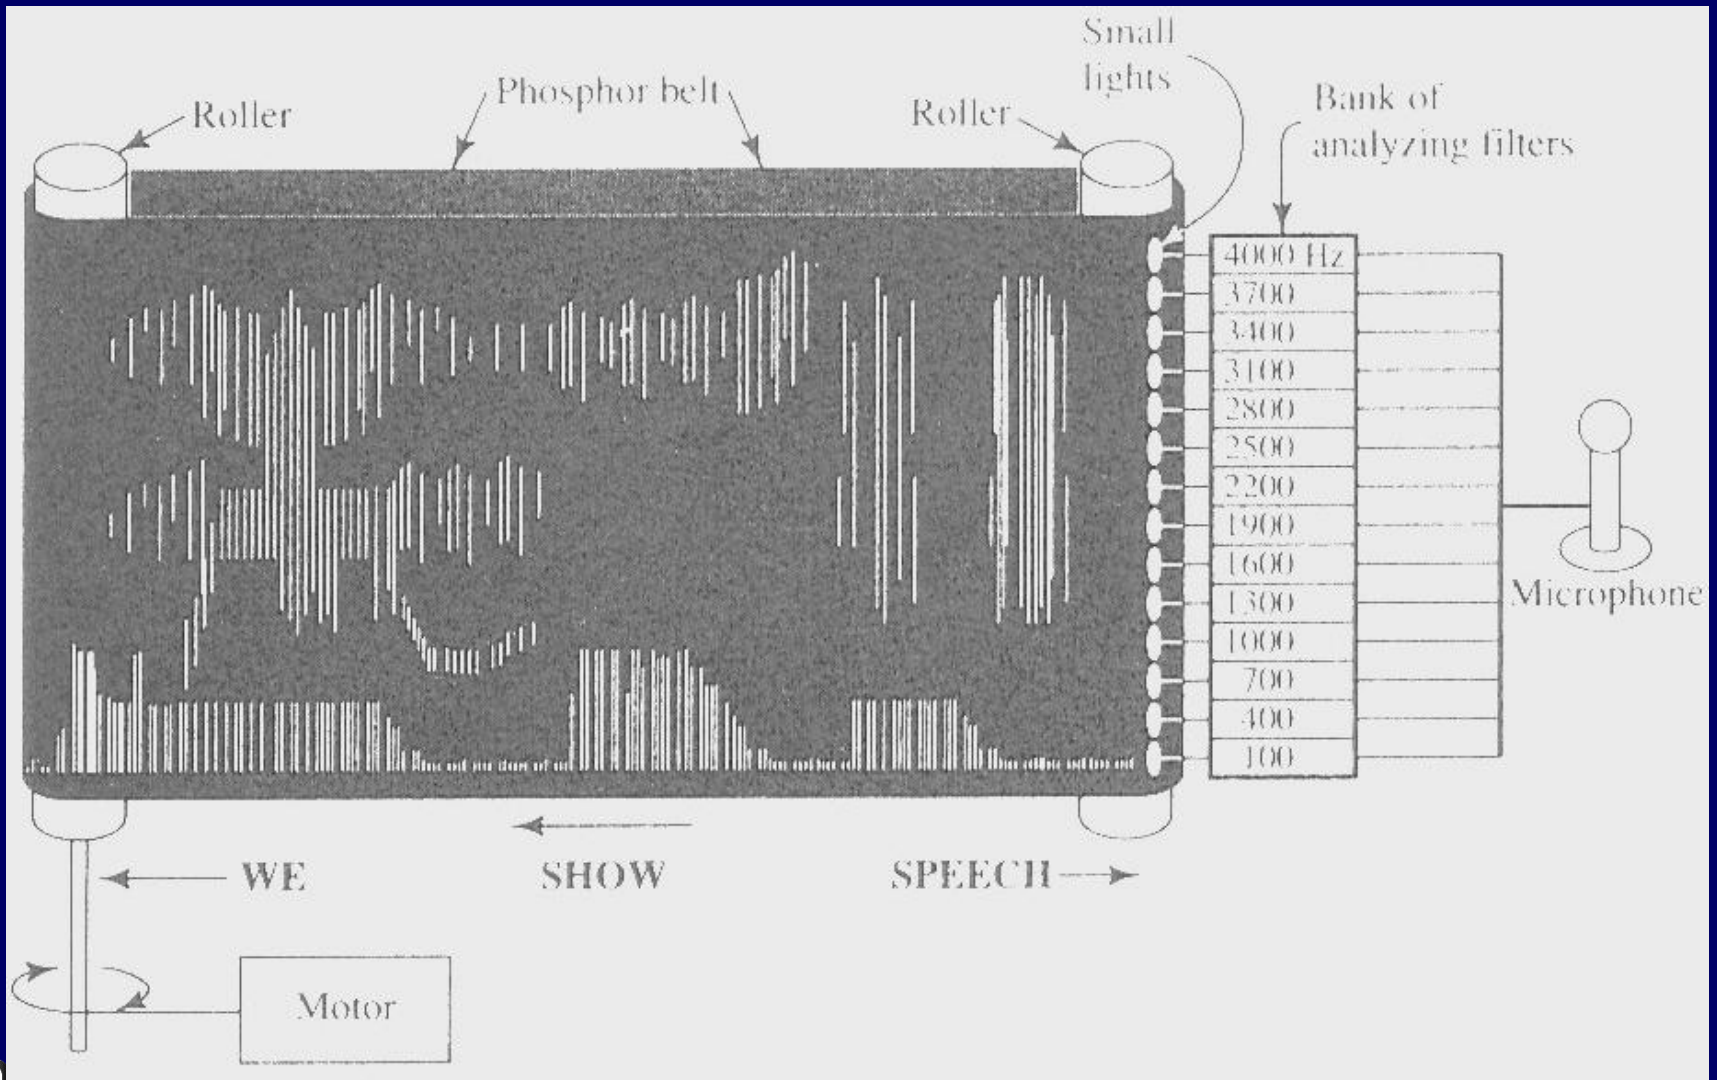 Small
lights
Phosphor belt
Roller
Roller
Bank of
analyzing filters
4000 Hz
3700
3400
3100
2800
2500
2200
1900
1600
1300
1000
700
400
100
Microphone
WE SHOW SPEECH
Motor